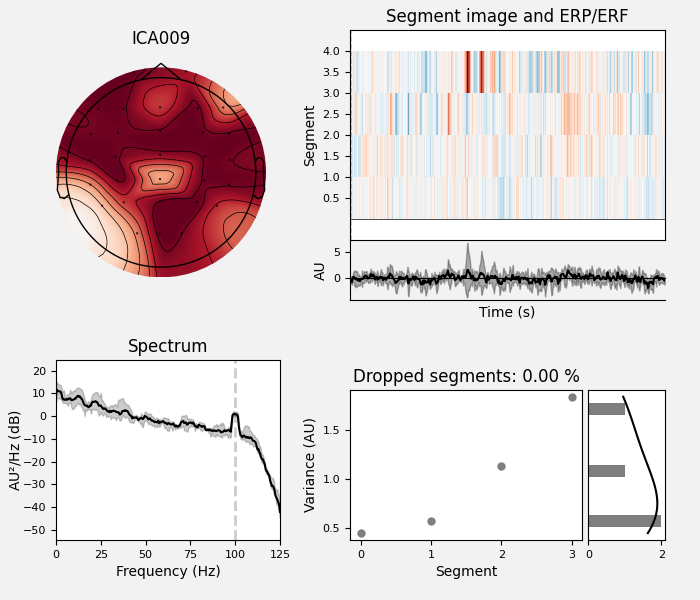 ICA009
Segment image and ERP/ERF
Segment
4.0
3.5
3.0
2.5
2.0
1.5
1.0
0.5
AU
5
0
Time (s)
Spectrum
AU²/Hz (dB)
20
10
0
−10
−20
−30
−40
−50
0 25 50 75 100 125
Frequency (Hz)
Dropped segments: 0.00 %
Variance (AU)
1.5
1.0
0.5
0 1 2 3
Segment
0 2